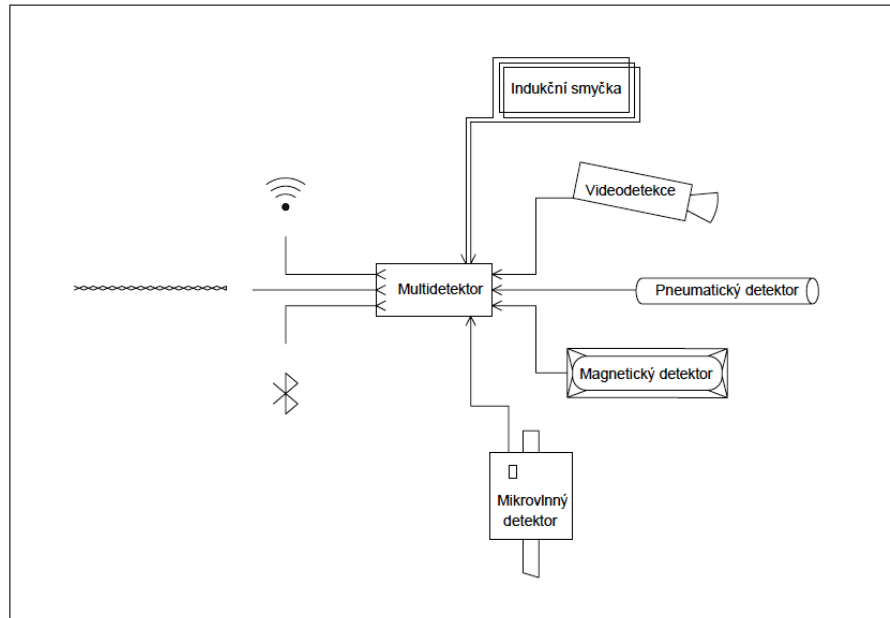 Indukční smyčka
Videodetekce
Multidetektor
Pneumatický detektor
Magnetický detektor
Mikrovlnný
detektor